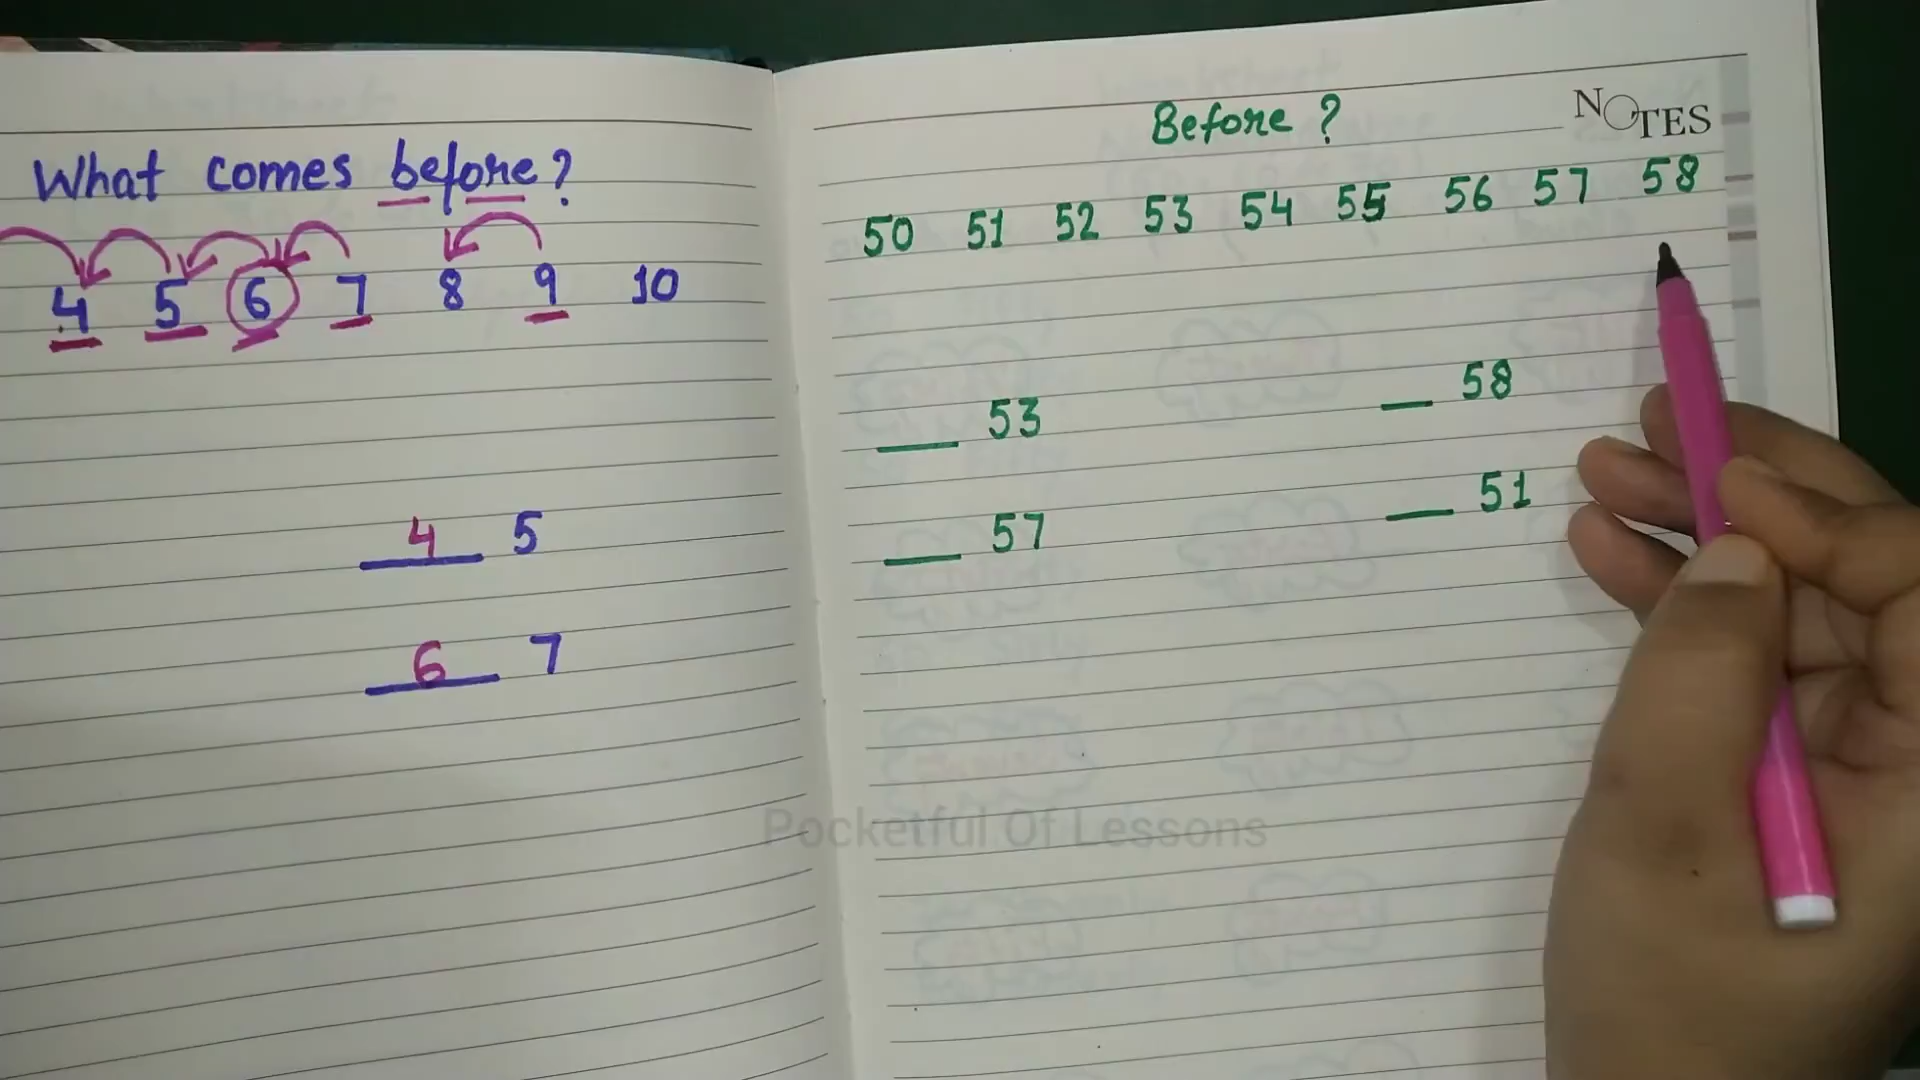 What comes before?
4 5 6 7 8 9 10
4 5
6 7
NOTES
Before ?
50 51 52 53 54 55 56 57 58
__ 53
__ 58
__ 57
__ 51
Pocketful Of Lessons